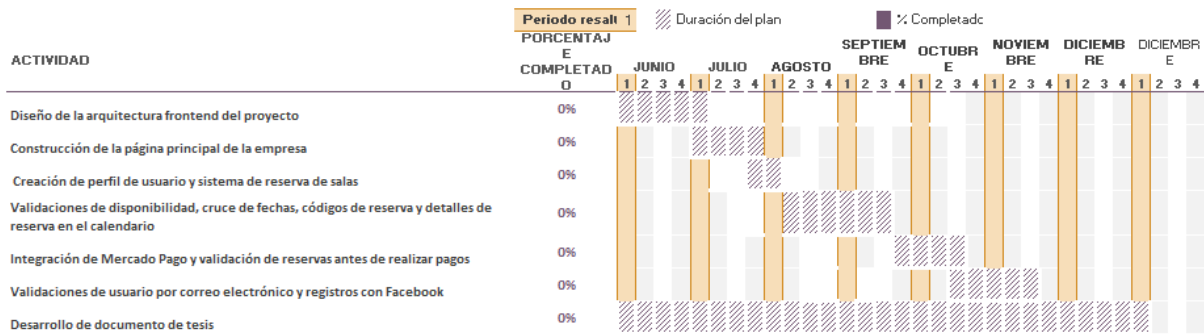 Periodo resalt 1 Duración del plan % Completadc
PORCENTAJ
E
COMPLETAD
O
ACTIVIDAD
JUNIO JULIO AGOSTO SEPTIEM
BRE OCTUBR
E NOVIEM
BRE DICIEMB
RE DICIEMBR
E
1 2 3 4 1 2 3 4 1 2 3 4 1 2 3 4 1 2 3 4 1 2 3 4 1 2 3 4 1 2 3 4
Diseño de la arquitectura frontend del proyecto 0%
Construcción de la página principal de la empresa 0%
Creación de perfil de usuario y sistema de reserva de salas 0%
Validaciones de disponibilidad, cruce de fechas, códigos de reserva y detalles de
reserva en el calendario 0%
Integración de Mercado Pago y validación de reservas antes de realizar pagos 0%
Validaciones de usuario por correo electrónico y registros con Facebook 0%
Desarrollo de documento de tesis 0%